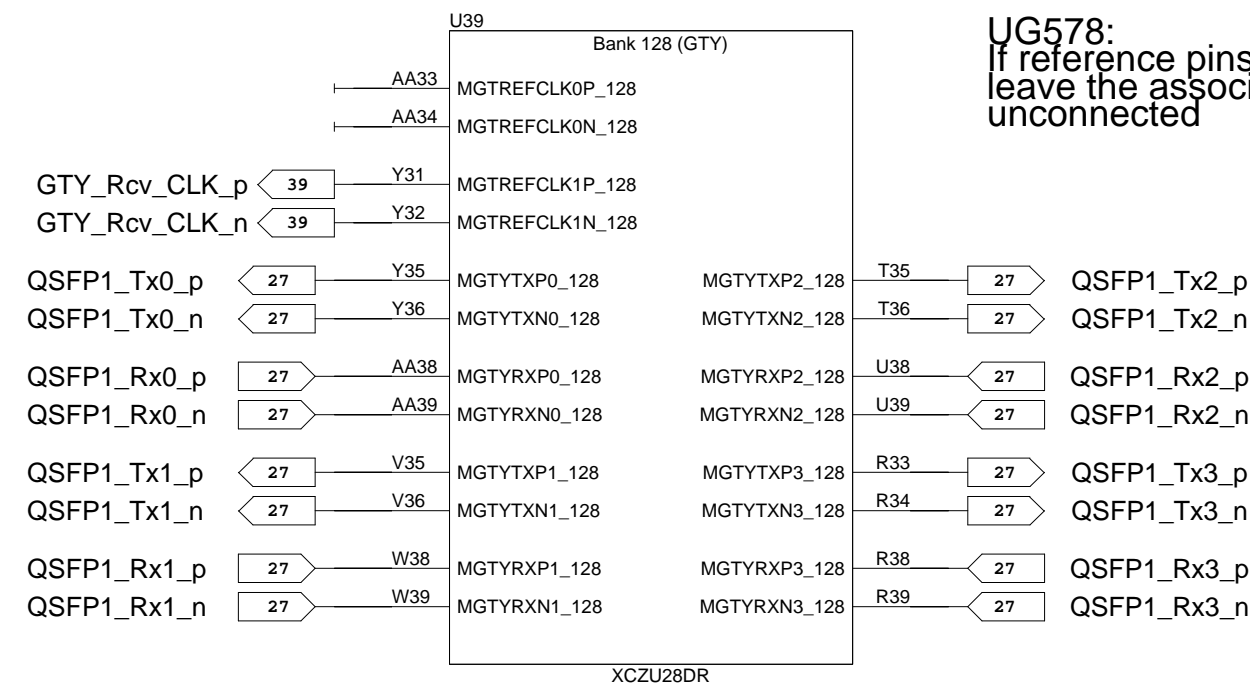 U39
Bank 128 (GTY)
UG578:
If reference pins
leave the associ
unconnected
AA33 MGTREFCLK0P_128
AA34 MGTREFCLK0N_128
GTY_Rcv_CLK_p 39 Y31 MGTREFCLK1P_128
GTY_Rcv_CLK_n 39 Y32 MGTREFCLK1N_128
QSFP1_Tx0_p 27 Y35 MGTYTXP0_128 MGTYTXP2_128 T35 27 QSFP1_Tx2_p
QSFP1_Tx0_n 27 Y36 MGTYTXN0_128 MGTYTXN2_128 T36 27 QSFP1_Tx2_n
QSFP1_Rx0_p 27 AA38 MGTYRXP0_128 MGTYRXP2_128 U38 27 QSFP1_Rx2_p
QSFP1_Rx0_n 27 AA39 MGTYRXN0_128 MGTYRXN2_128 U39 27 QSFP1_Rx2_n
QSFP1_Tx1_p 27 V35 MGTYTXP1_128 MGTYTXP3_128 R33 27 QSFP1_Tx3_p
QSFP1_Tx1_n 27 V36 MGTYTXN1_128 MGTYTXN3_128 R34 27 QSFP1_Tx3_n
QSFP1_Rx1_p 27 W38 MGTYRXP1_128 MGTYRXP3_128 R38 27 QSFP1_Rx3_p
QSFP1_Rx1_n 27 W39 MGTYRXN1_128 MGTYRXN3_128 R39 27 QSFP1_Rx3_n
XCZU28DR